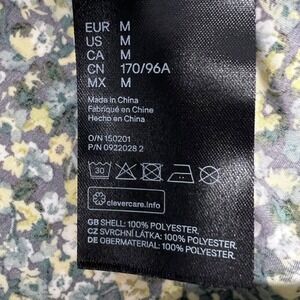 EUR M
US M
CA M
CN 170/96A
MX M
Made in China
Fabriqué en Chine
Hecho en China
O/N 150201
P/N 0922028 2
30
clevercare.info
GB SHELL: 100% POLYESTER,
CZ SVRCHNÍ LÁTKA: 100% POLYESTER,
DE OBERMATERIAL: 100% POLYESTER,